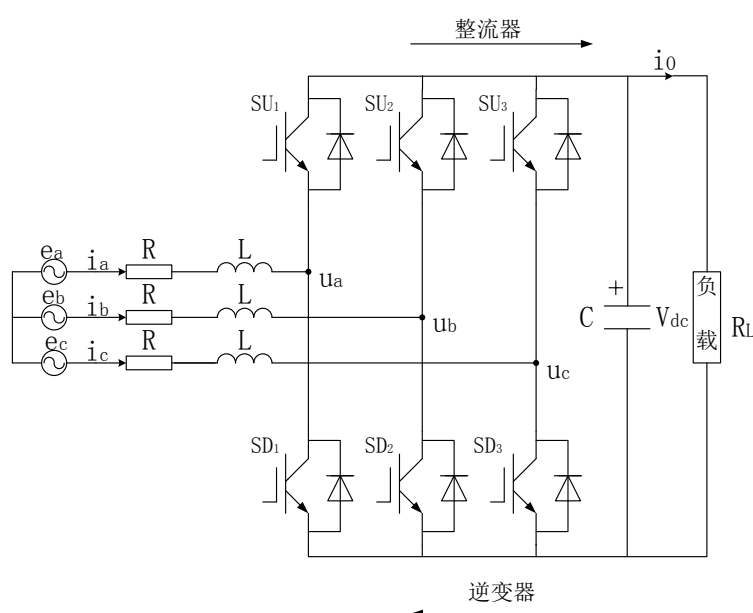 整流器
i0
SU1 SU2 SU3
ea ia R L ua
eb ib R L ub
ec ic R L uc
+
C Vdc 负载 RL
SD1 SD2 SD3
逆变器